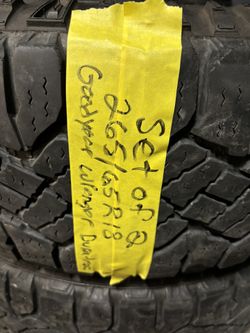 Set of 2
265/65R18
Goodyear Wrangler Duratrac